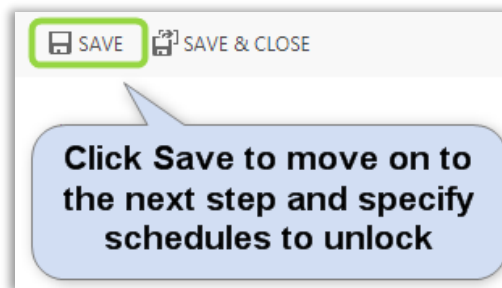 SAVE SAVE & CLOSE
Click Save to move on to
the next step and specify
schedules to unlock